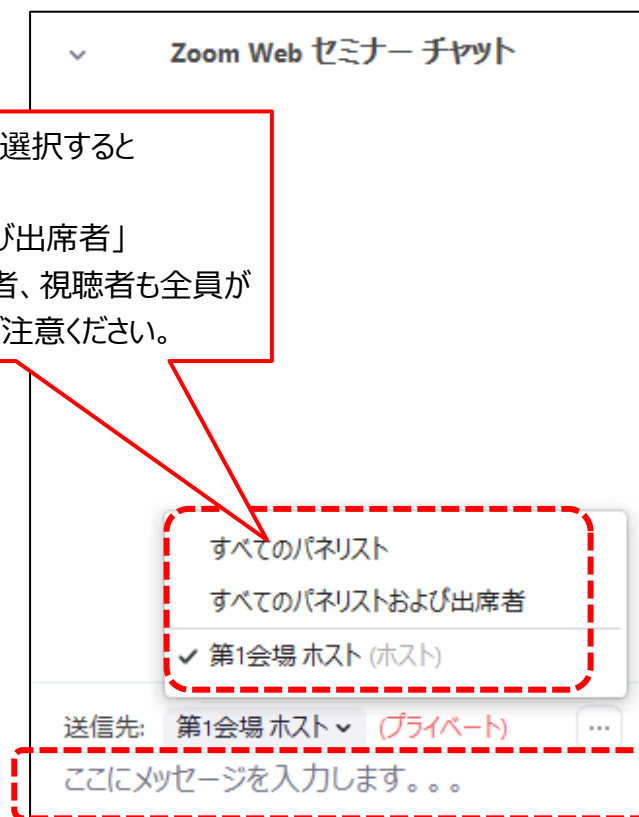 Zoom Web セミナー チャット
選択すると
び出席者」
者、視聴者も全員が
ご注意ください。
すべてのパネリスト
すべてのパネリストおよび出席者
✓ 第1会場 ホスト (ホスト)
送信先: 第1会場 ホスト (プライベート) ...
ここにメッセージを入力します。。。